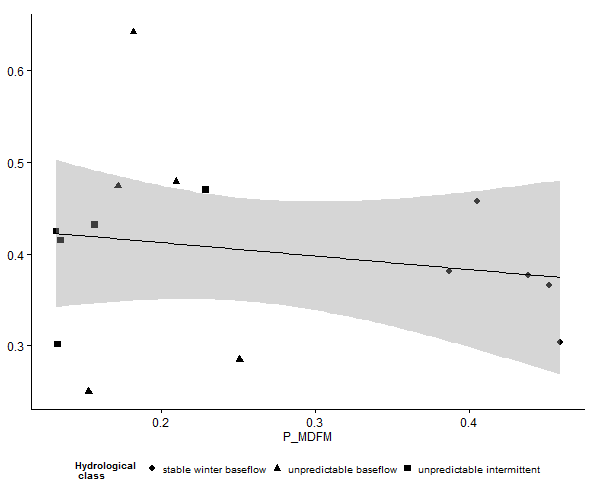 0.6
0.5
0.4
0.3
0.2 0.3 0.4
P_MDFM
Hydrological
class
stable winter baseflow unpredictable baseflow unpredictable intermittent